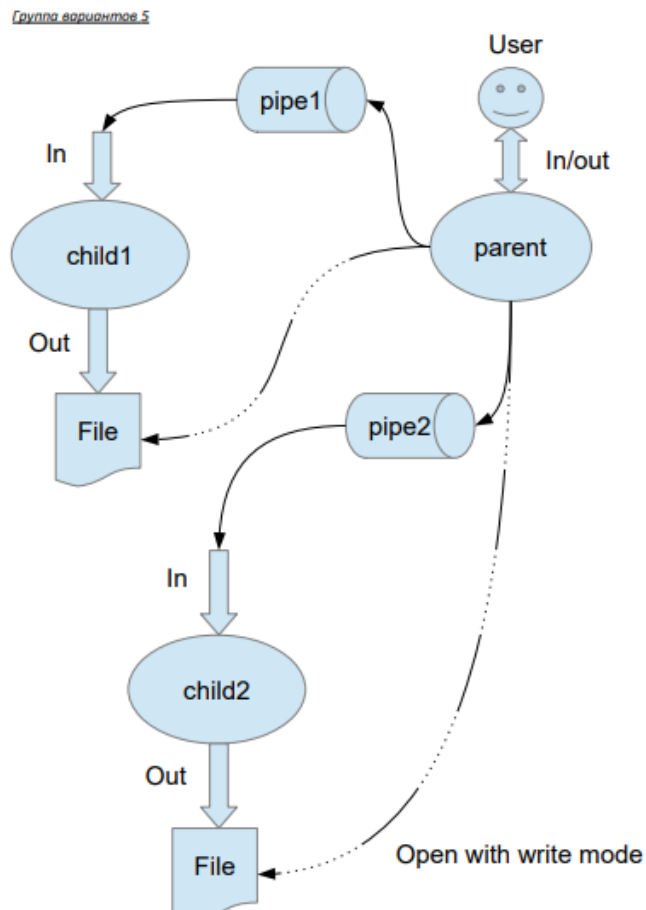 Группа вариантов 5
User
pipe1
In
In/out
child1
parent
Out
File
pipe2
In
child2
Out
Open with write mode
File